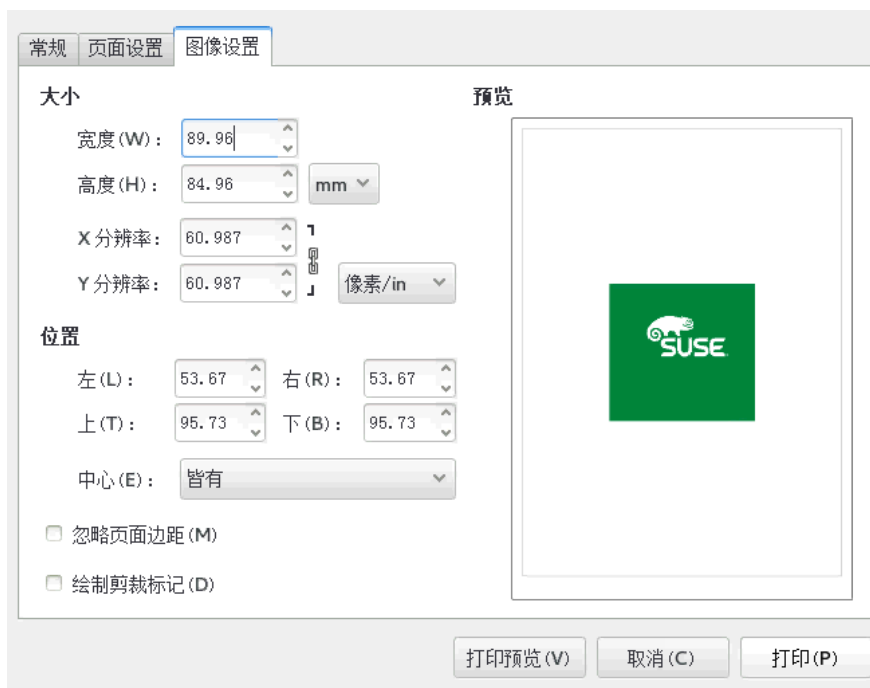 常规 页面设置 图像设置
大小 预览
宽度(W)： 89.96
高度(H)： 84.96 mm
X 分辨率： 60.987
Y 分辨率： 60.987 像素/in
SUSE
位置
左(L)： 53.67 右(R)： 53.67
上(T)： 95.73 下(B)： 95.73
中心(E)： 皆有
忽略页面边距(M)
绘制剪裁标记(D)
打印预览(V) 取消(C) 打印(P)